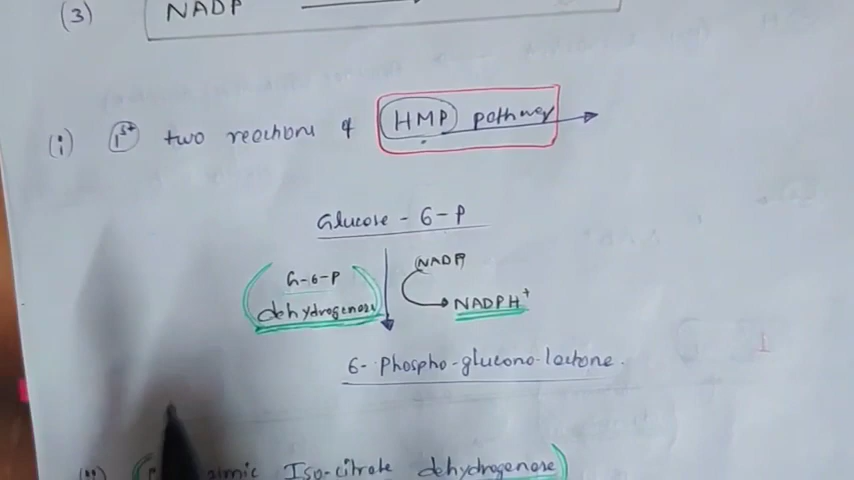 (3) NADP
(i) 1st two reactions of HMP pathway
Glucose - 6 - P
G-6-P
dehydrogenase
NADP
NADPH+
6-Phospho-glucono-lactone.
Iso-citrate dehydrogenase